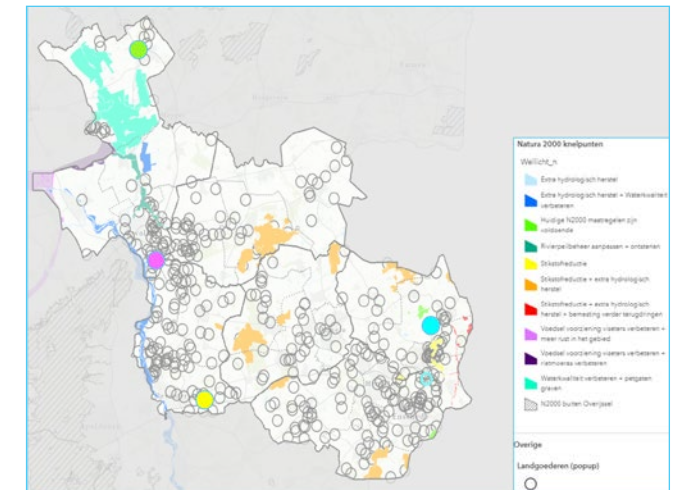 Natura 2000 knelpunten
Wellicht_n
Extra hydrologisch herstel
Extra hydrologisch herstel + Waterkwaliteit
verbeteren
Huidige N2000 maatregelen zijn
voldoende
Rivierpeilbeheer aanpassen + ontstenen
Stikstofreductie
Stikstofreductie + extra hydrologisch
herstel
Stikstofreductie + extra hydrologisch
herstel + bemesting verder terugdringen
Voedsel voorziening viseters verbeteren +
meer rust in het gebied
Voedsel voorziening viseters verbeteren +
rietmoeras verbeteren
Waterkwaliteit verbeteren + petgaten
graven
N2000 buiten Overijssel
Overige
Landgoederen (popup)